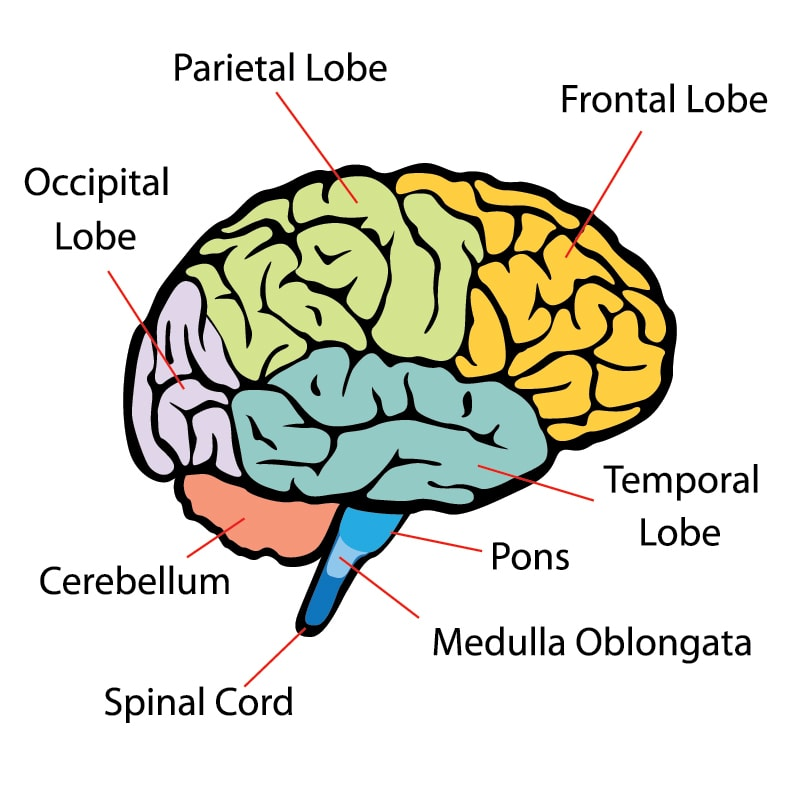 Parietal Lobe
Frontal Lobe
Occipital
Lobe
Temporal
Lobe
Pons
Cerebellum
Medulla Oblongata
Spinal Cord